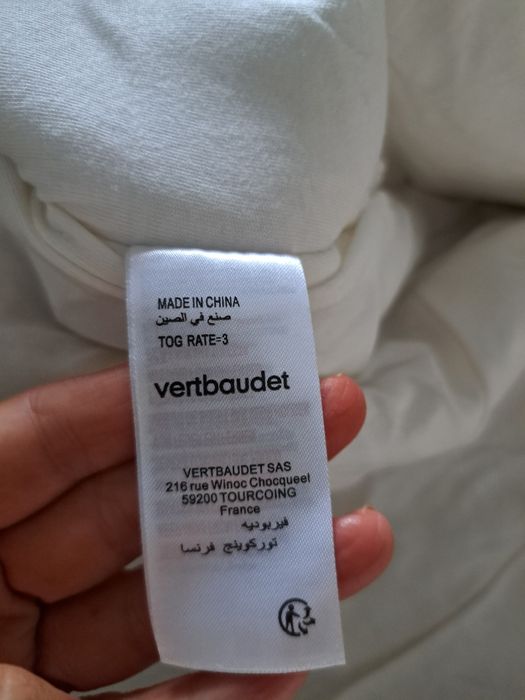 MADE IN CHINA
صنع في الصين
TOG RATE=3
vertbaudet
VERTBAUDET SAS
216 rue Winoc Chocqueel
59200 TOURCOING
France
فيربوديه
توركوينج فرنسا